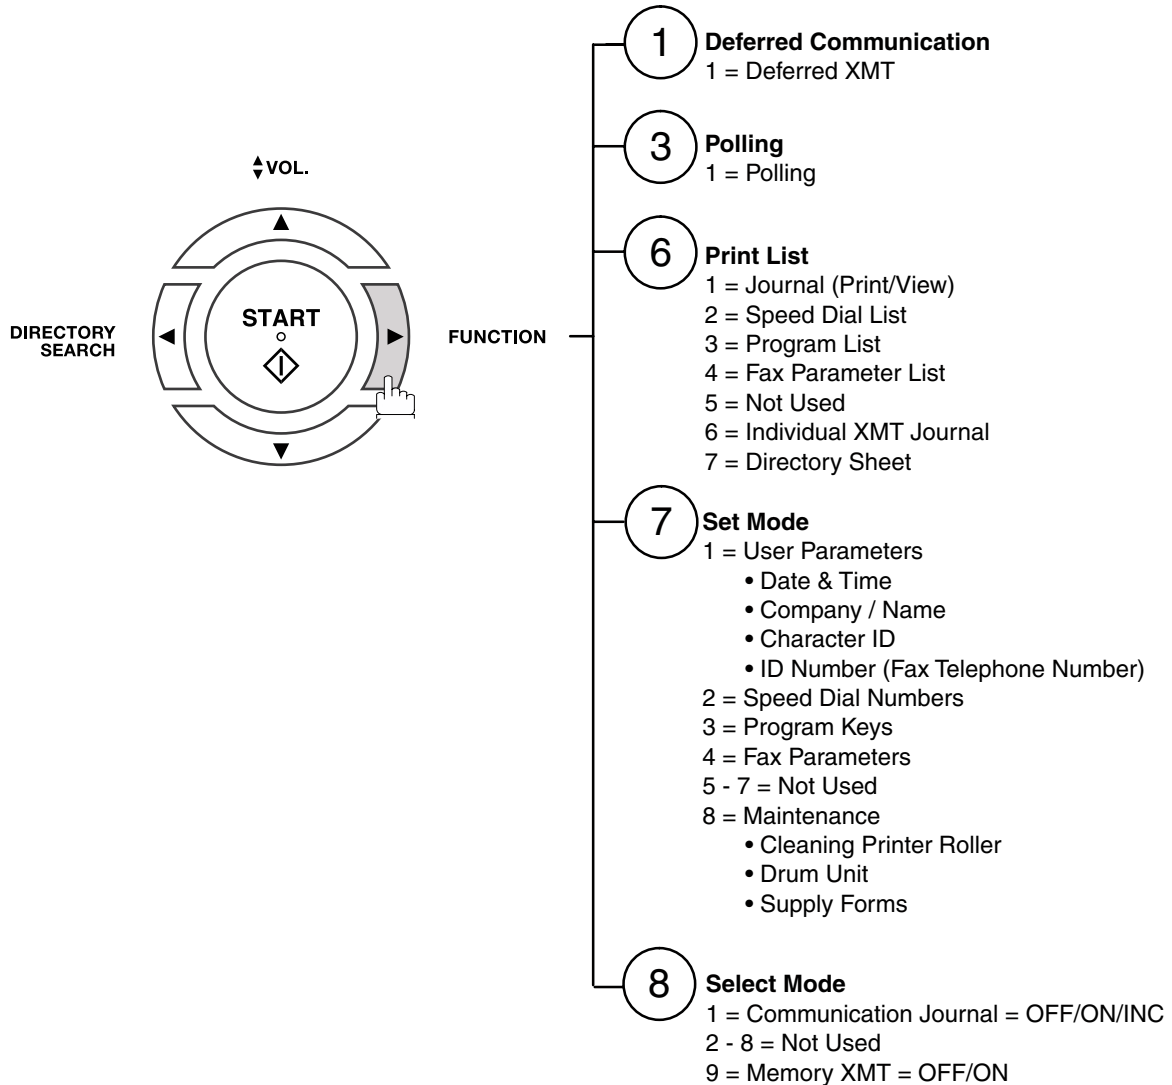 VOL.
START
DIRECTORY
SEARCH
FUNCTION
1
Deferred Communication
1 = Deferred XMT
3
Polling
1 = Polling
6
Print List
1 = Journal (Print/View)
2 = Speed Dial List
3 = Program List
4 = Fax Parameter List
5 = Not Used
6 = Individual XMT Journal
7 = Directory Sheet
7
Set Mode
1 = User Parameters
• Date & Time
• Company / Name
• Character ID
• ID Number (Fax Telephone Number)
2 = Speed Dial Numbers
3 = Program Keys
4 = Fax Parameters
5 - 7 = Not Used
8 = Maintenance
• Cleaning Printer Roller
• Drum Unit
• Supply Forms
8
Select Mode
1 = Communication Journal = OFF/ON/INC
2 - 8 = Not Used
9 = Memory XMT = OFF/ON